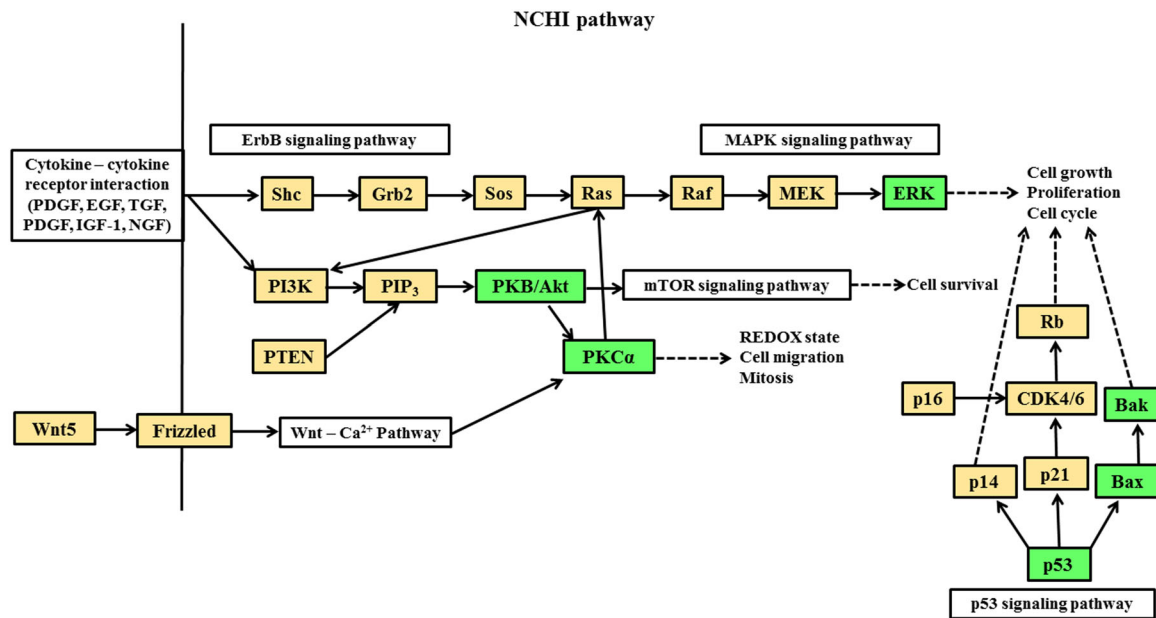 NCHI pathway
ErbB signaling pathway
MAPK signaling pathway
Cytokine – cytokine
receptor interaction
(PDGF, EGF, TGF,
PDGF, IGF-1, NGF)
Shc
Grb2
Sos
Ras
Raf
MEK
ERK
Cell growth
Proliferation
Cell cycle
PI3K
PIP₃
PKB/Akt
mTOR signaling pathway
Cell survival
PTEN
PKCα
REDOX state
Cell migration
Mitosis
Rb
p16
CDK4/6
Bak
Wnt5
Frizzled
Wnt – Ca²⁺ Pathway
p14
p21
Bax
p53
p53 signaling pathway